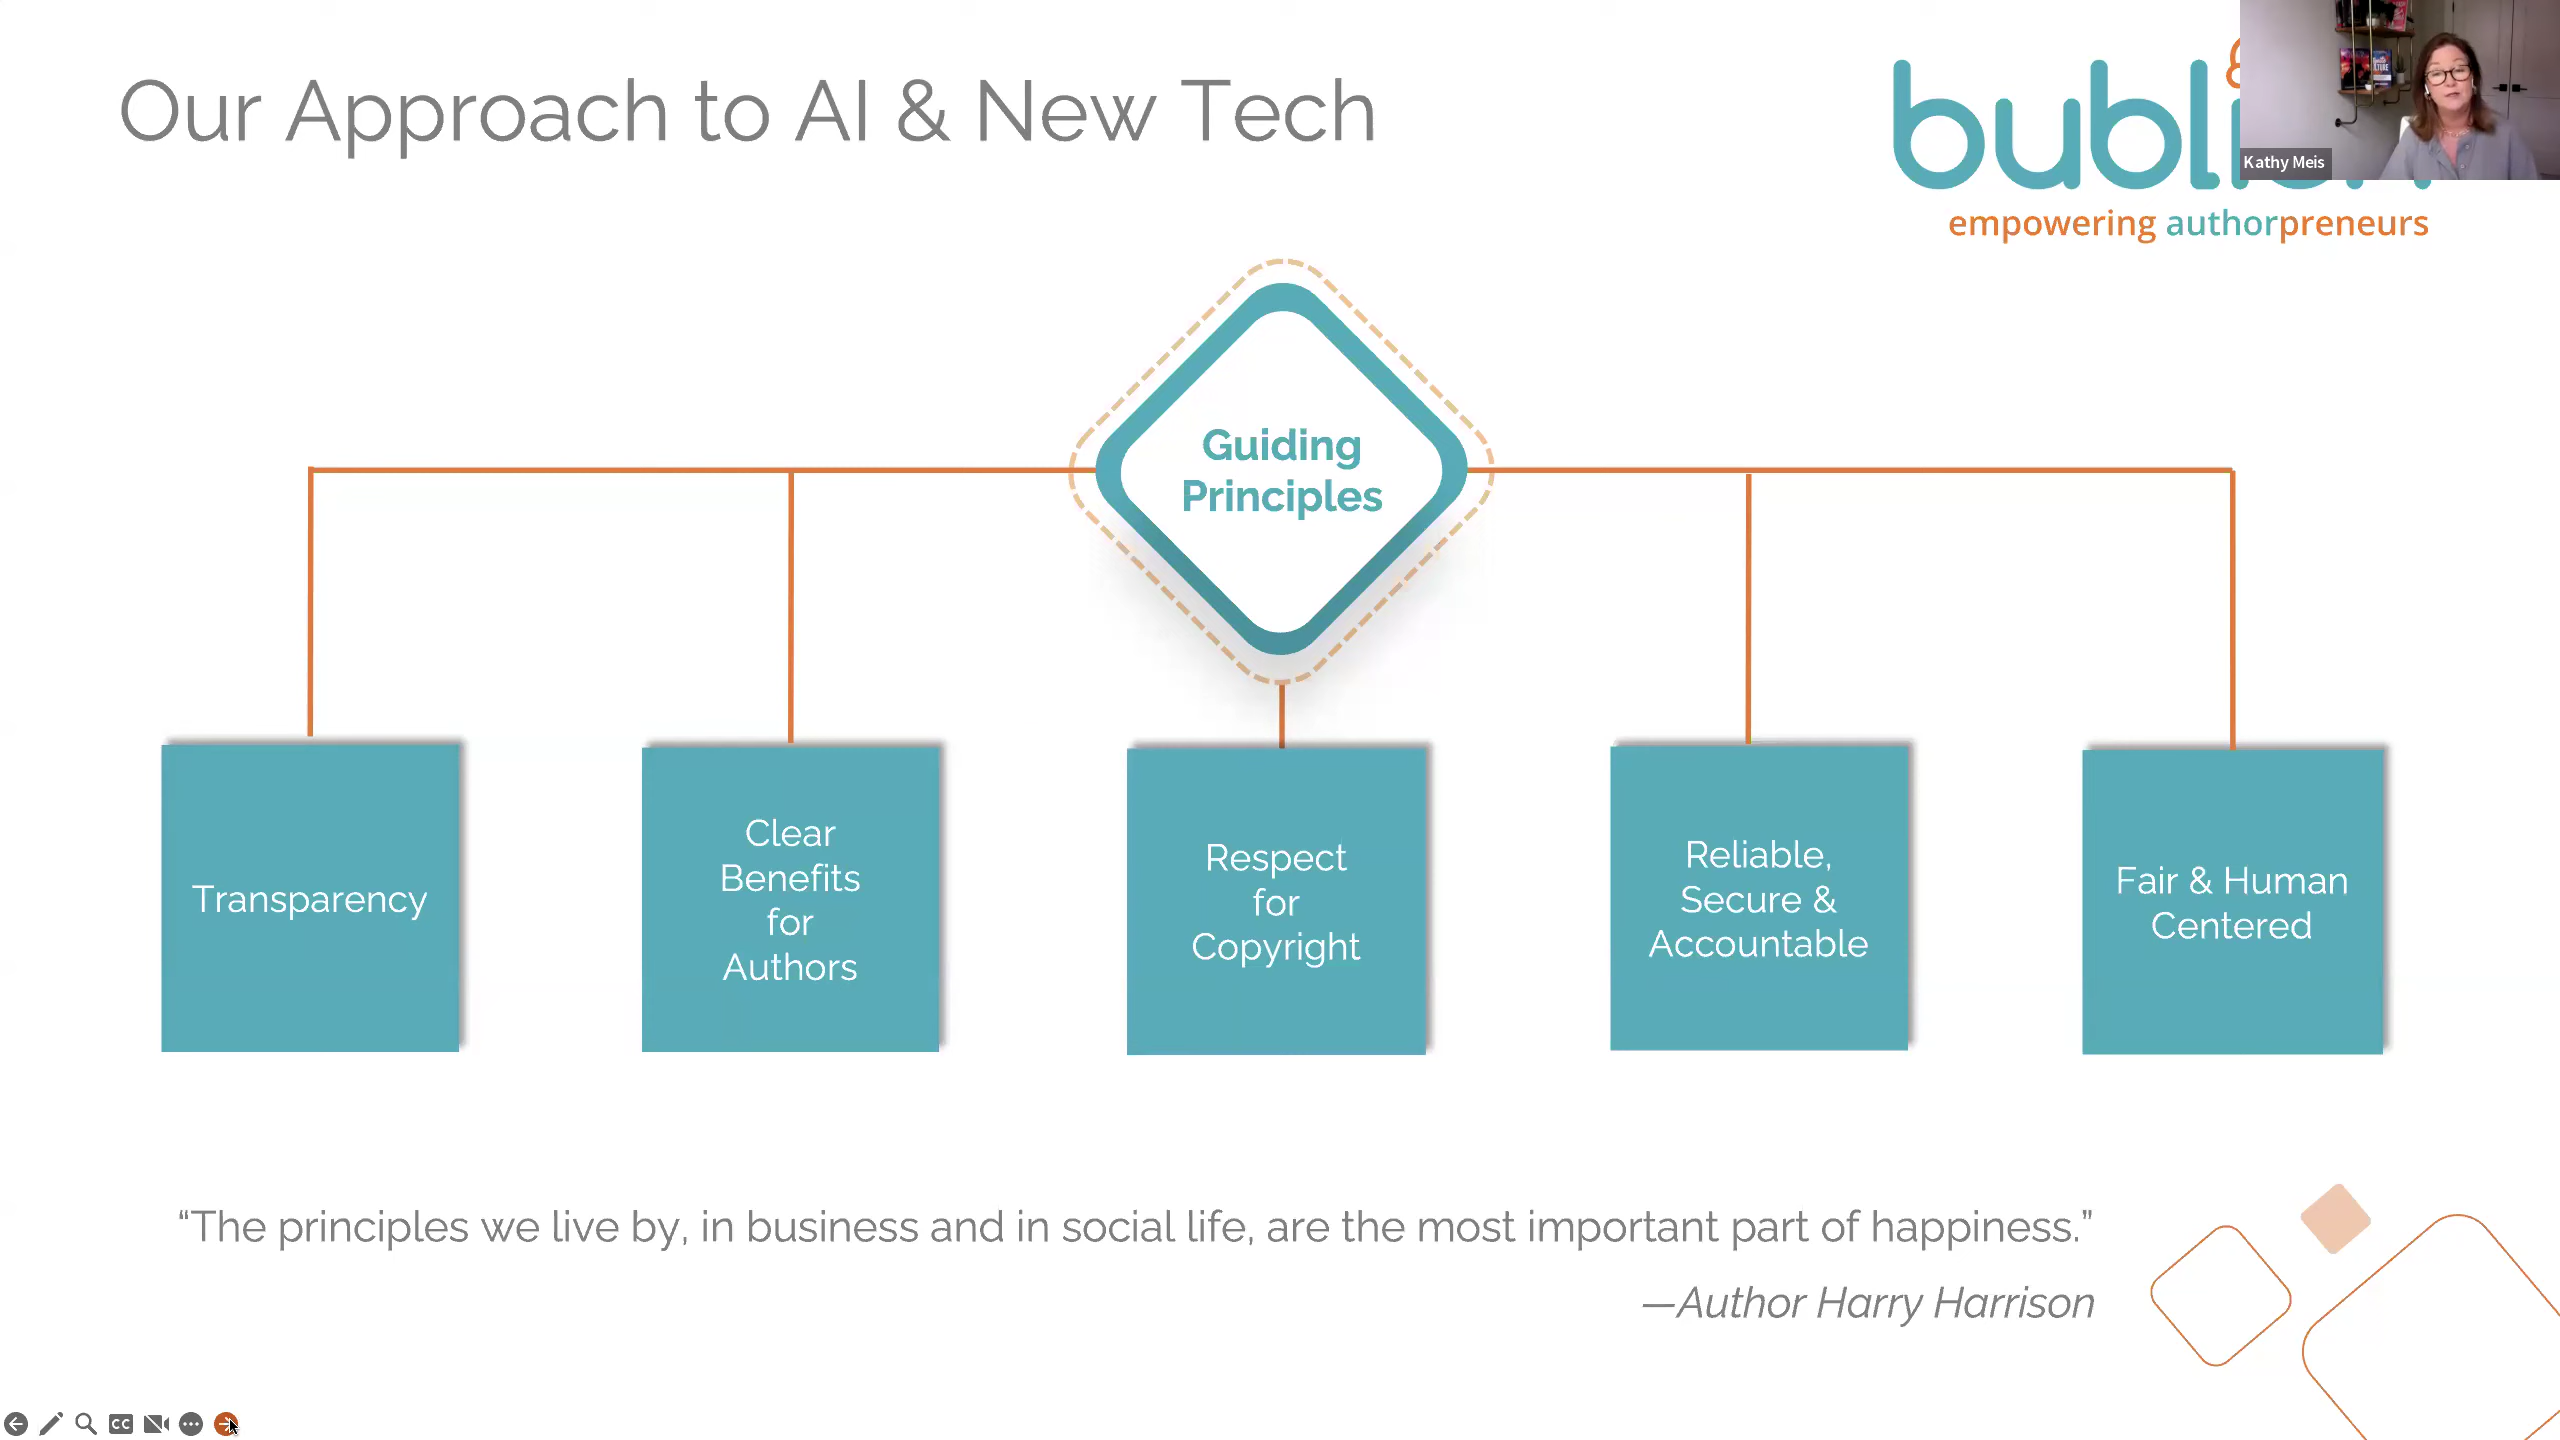 Our Approach to AI & New Tech
Kathy Meis
empowering authorpreneurs
Guiding
Principles
Transparency
Clear
Benefits
for
Authors
Respect
for
Copyright
Reliable,
Secure &
Accountable
Fair & Human
Centered
“The principles we live by, in business and in social life, are the most important part of happiness.”
—Author Harry Harrison
CC